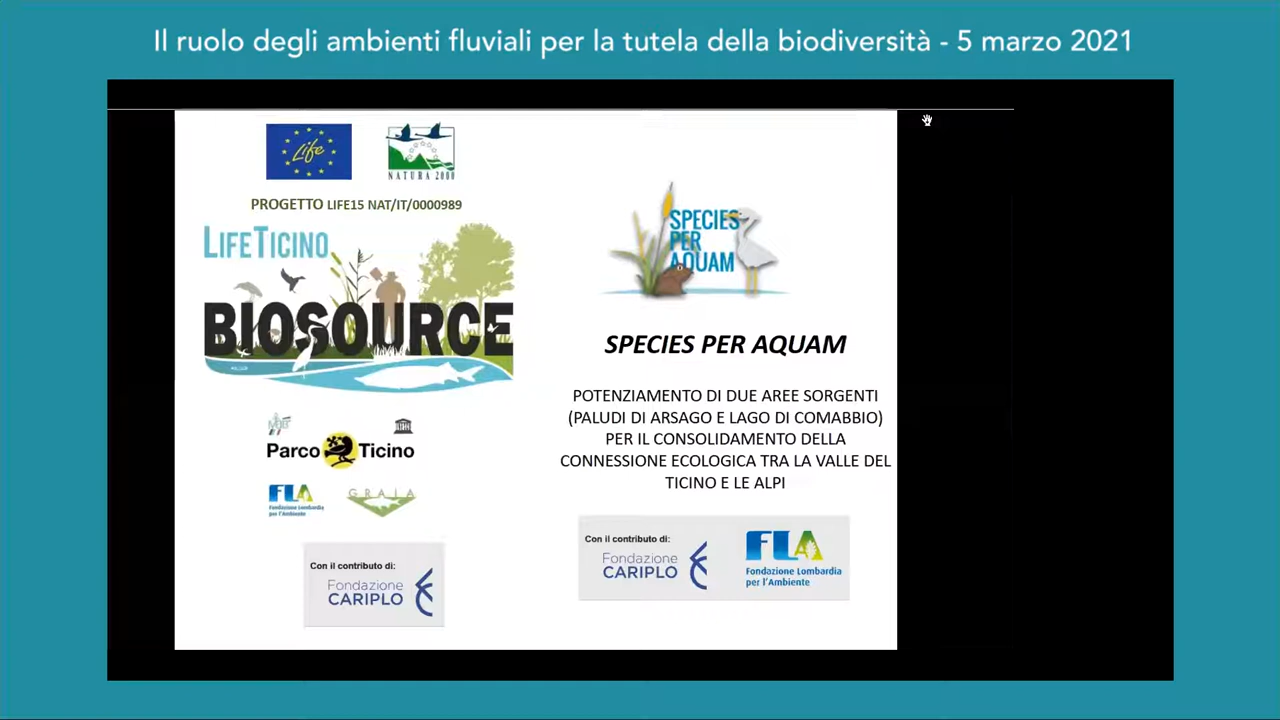 Il ruolo degli ambienti fluviali per la tutela della biodiversità - 5 marzo 2021
Life
NATURA 2000
PROGETTO LIFE15 NAT/IT/0000989
LIFETICINO
BIOSOURCE
Parco Ticino
FLA
Fondazione Lombardia
per l'Ambiente
GRAIA
Con il contributo di:
Fondazione
CARIPLO
SPECIES
PER
AQUAM
SPECIES PER AQUAM
POTENZIAMENTO DI DUE AREE SORGENTI
(PALUDI DI ARSAGO E LAGO DI COMABBIO)
PER IL CONSOLIDAMENTO DELLA
CONNESSIONE ECOLOGICA TRA LA VALLE DEL
TICINO E LE ALPI
Con il contributo di:
Fondazione
CARIPLO
FLA
Fondazione Lombardia
per l'Ambiente